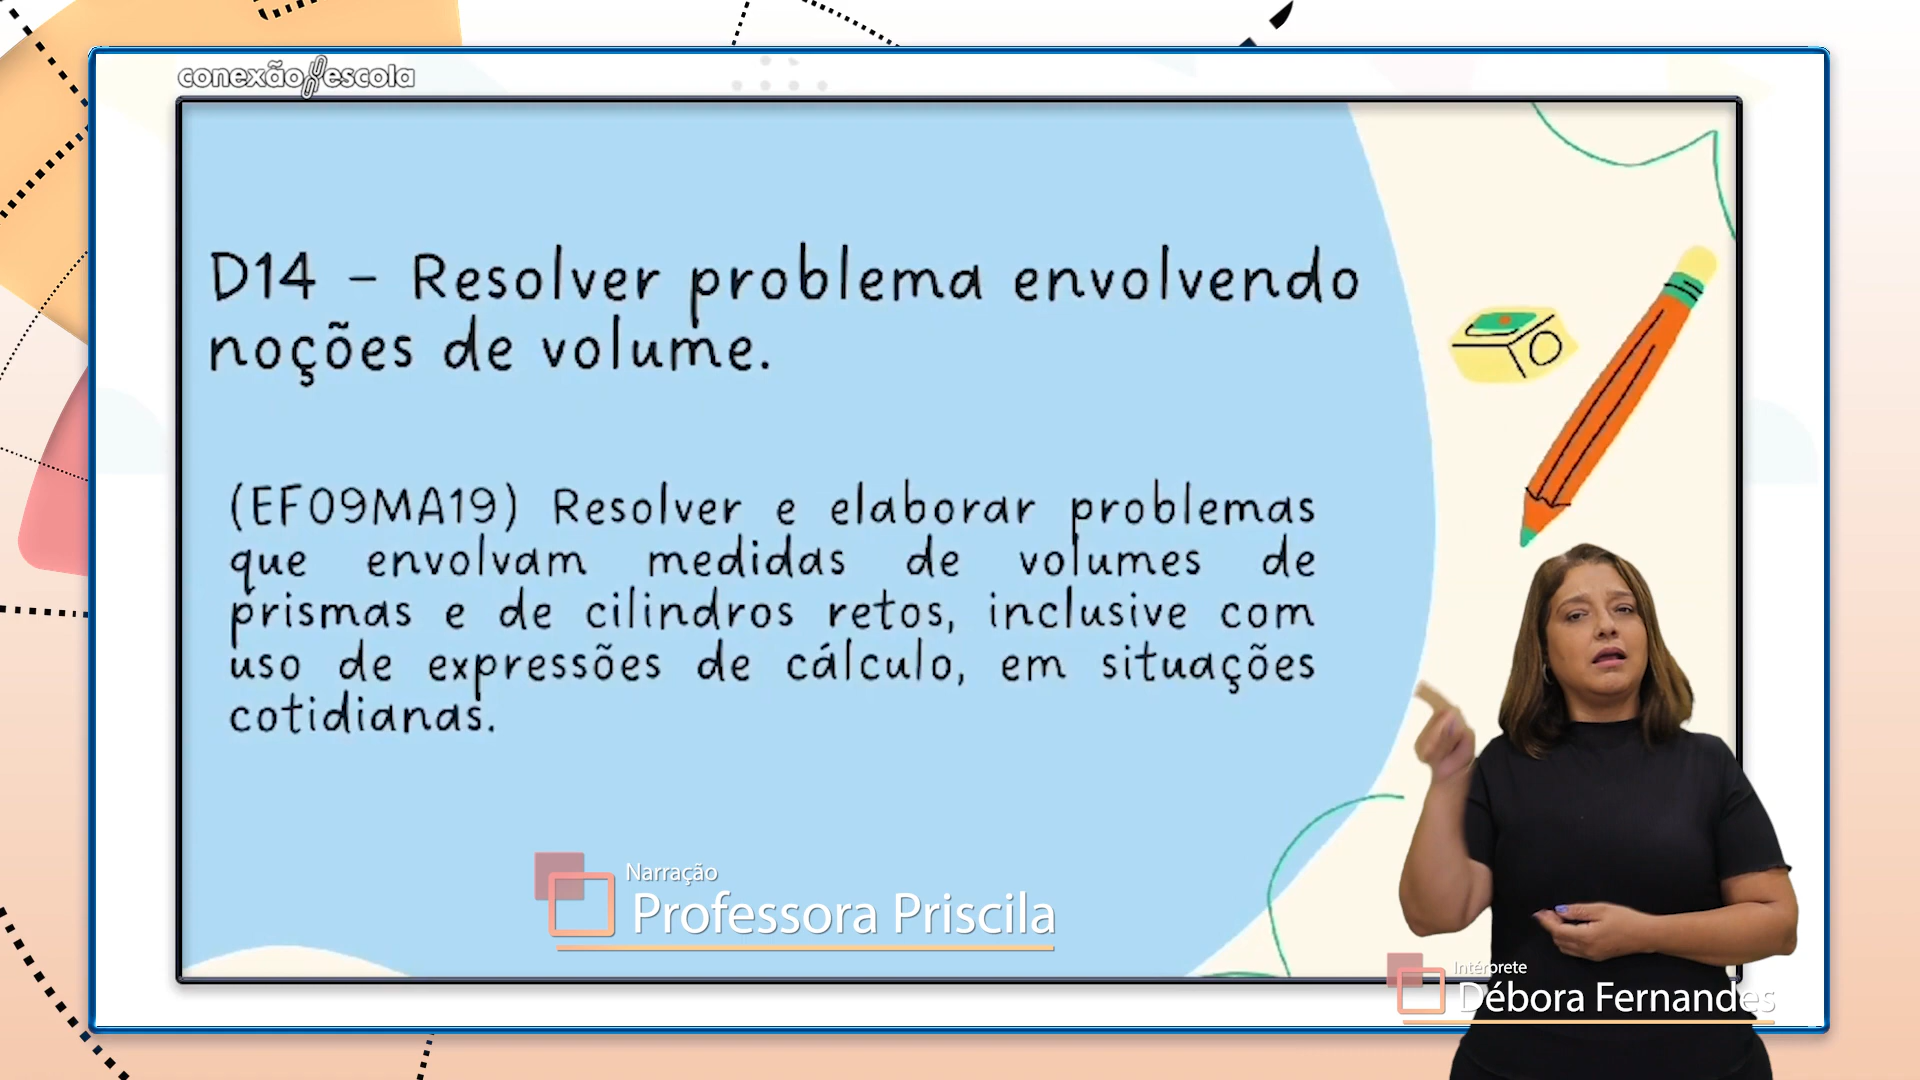 conexão escola
D14 - Resolver problema envolvendo
noções de volume.
(EF09MA19) Resolver e elaborar problemas
que envolvam medidas de volumes de
prismas e de cilindros retos, inclusive com
uso de expressões de cálculo, em situações
cotidianas.
Narração
Professora Priscila
Intérprete
Débora Fernandes